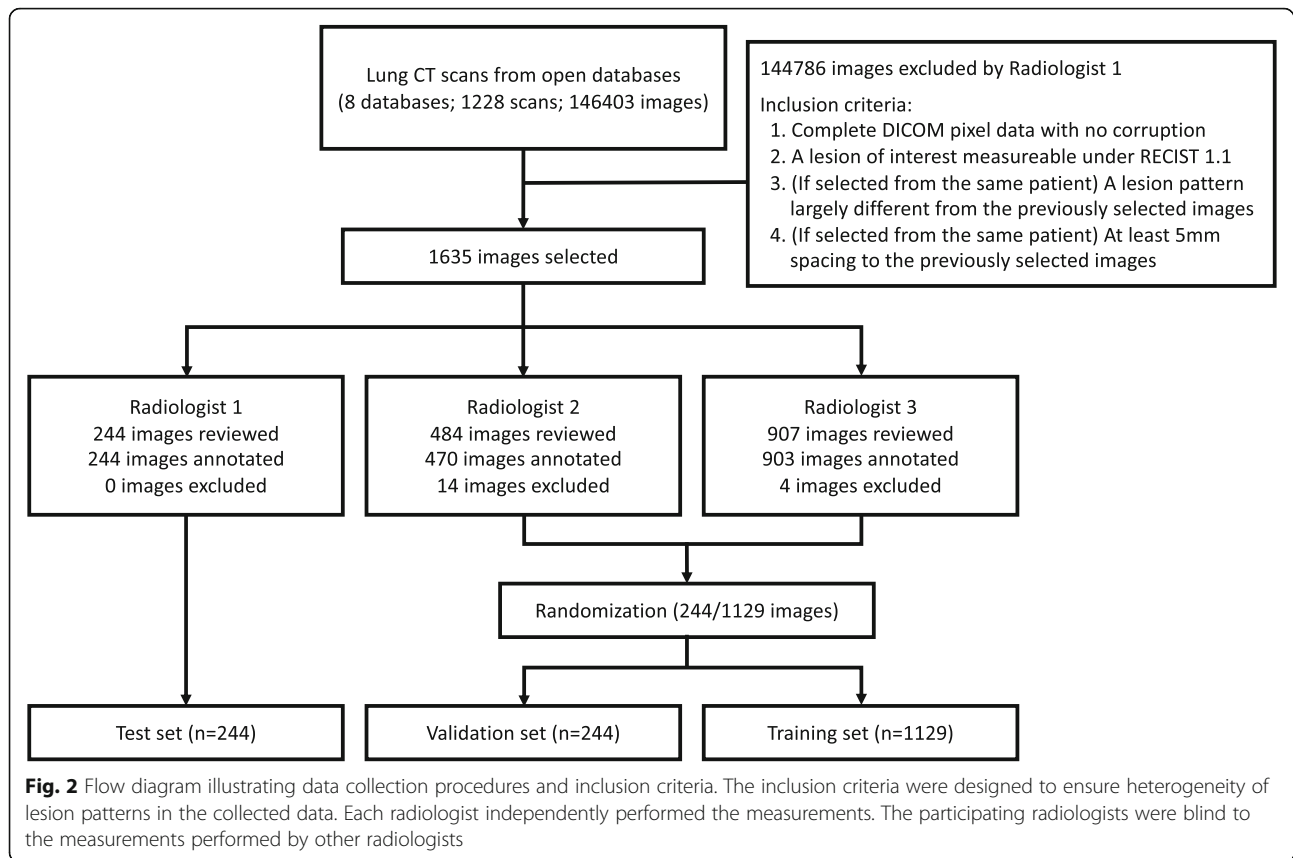 Lung CT scans from open databases
(8 databases; 1228 scans; 146403 images)
144786 images excluded by Radiologist 1
Inclusion criteria:
1. Complete DICOM pixel data with no corruption
2. A lesion of interest measureable under RECIST 1.1
3. (If selected from the same patient) A lesion pattern
largely different from the previously selected images
4. (If selected from the same patient) At least 5mm
spacing to the previously selected images
1635 images selected
Radiologist 1
244 images reviewed
244 images annotated
0 images excluded
Radiologist 2
484 images reviewed
470 images annotated
14 images excluded
Radiologist 3
907 images reviewed
903 images annotated
4 images excluded
Randomization (244/1129 images)
Test set (n=244)
Validation set (n=244)
Training set (n=1129)
Fig. 2 Flow diagram illustrating data collection procedures and inclusion criteria. The inclusion criteria were designed to ensure heterogeneity of
lesion patterns in the collected data. Each radiologist independently performed the measurements. The participating radiologists were blind to
the measurements performed by other radiologists